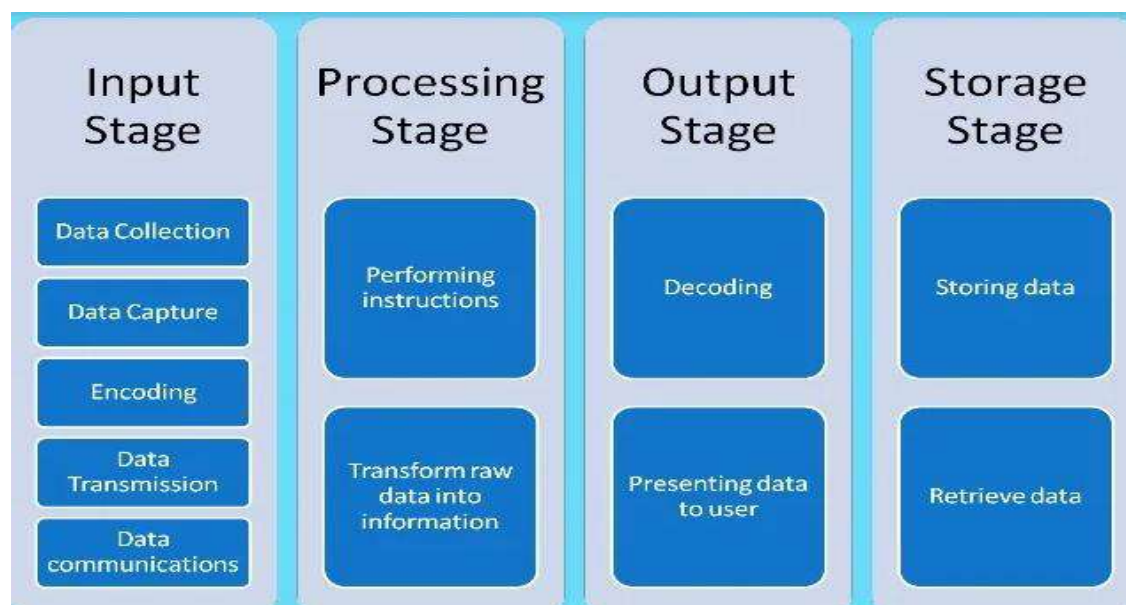 Input
Stage
Data Collection
Data Capture
Encoding
Data
Transmission
Data
communications
Processing
Stage
Performing
instructions
Transform raw
data into
information
Output
Stage
Decoding
Presenting data
to user
Storage
Stage
Storing data
Retrieve data